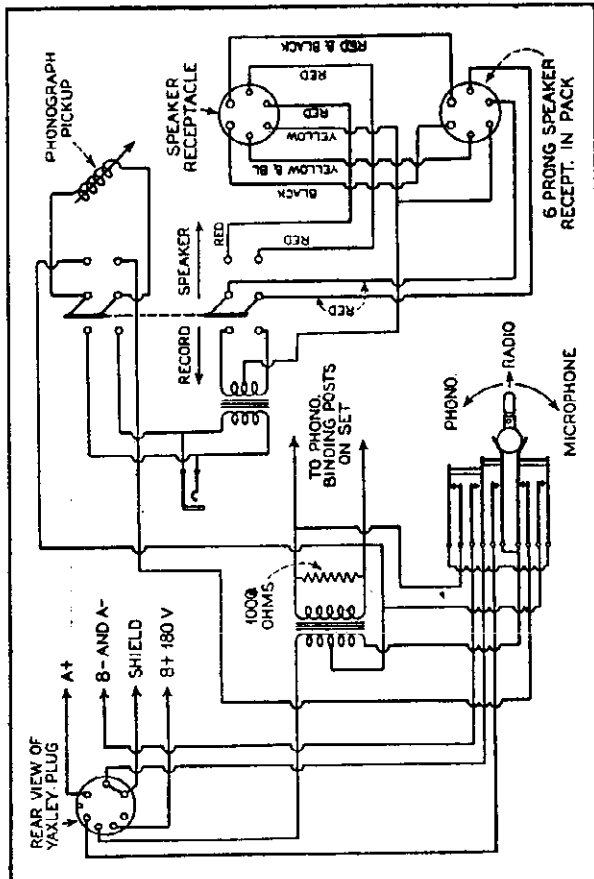 PHONOGRAPH
PICKUP
SPEAKER
RECEPTACLE
RED & BLACK
RED
RED
YELLOW
YELLOW & BL
BLACK
6 PRONG SPEAKER
RECEPT. IN PACK
RECORD
SPEAKER
RED
RED
RED
TO PHONO.
BINDING POSTS
ON SET
PHONO.
RADIO
MICROPHONE
1000
OHMS
A+
B- AND A-
SHIELD
B+ 180 V
REAR VIEW OF
YAXLEY PLUG